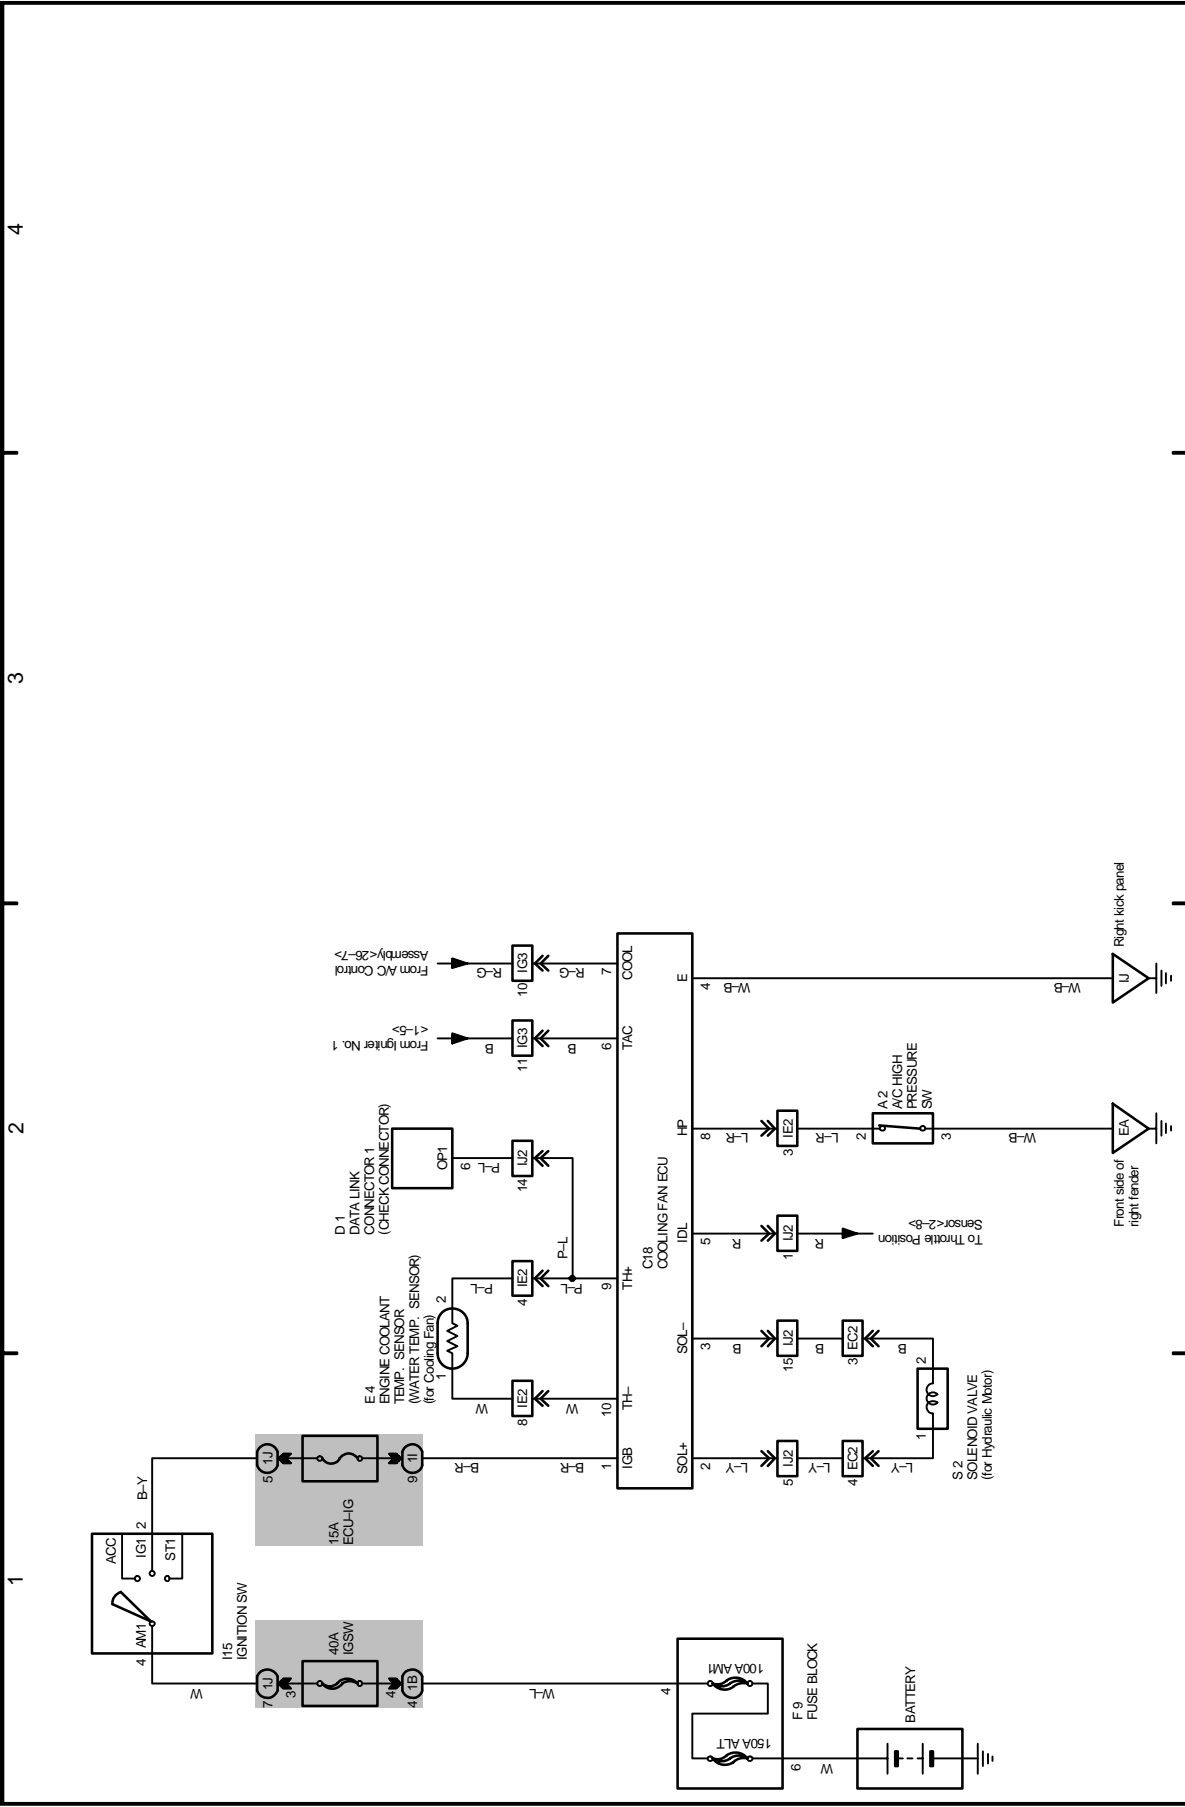 1
2
3
4
I15
IGNITION SW
AM1
ACC
IG1
ST1
4
2
W
B–Y
7
1J
3
40A
IGSW
4
4
1B
W–L
5
1J
15A
ECU–IG
9
1I
B–R
B–R
F 9
FUSE BLOCK
4
100A AM1
150A ALT
6
W
BATTERY
E 4
ENGINE COOLANT
TEMP. SENSOR
(WATER TEMP. SENSOR)
(for Cooling Fan)
1
2
W
8
IE2
W
P–L
4
IE2
P–L
P–L
D 1
DATA LINK
CONNECTOR 1
(CHECK CONNECTOR)
OP1
6
P–L
14
IJ2
From Igniter No. 1
<1–5>
B
11
IG3
B
From A/C Control
Assembly<26–7>
R–G
10
IG3
R–G
1
IGB
10
TH–
9
TH+
6
TAC
7
COOL
C18
COOLING FAN ECU
SOL+
2
SOL–
3
IDL
5
HP
8
E
4
L–Y
5
IJ2
L–Y
4
EC2
L–Y
1
B
15
IJ2
B
3
EC2
B
2
S 2
SOLENOID VALVE
(for Hydraulic Motor)
R
1
IJ2
R
To Throttle Position
Sensor<2–8>
L–R
3
IE2
L–R
2
A 2
A/C HIGH
PRESSURE
SW
3
W–B
EA
Front side of
right fender
W–B
W–B
IJ
Right kick panel